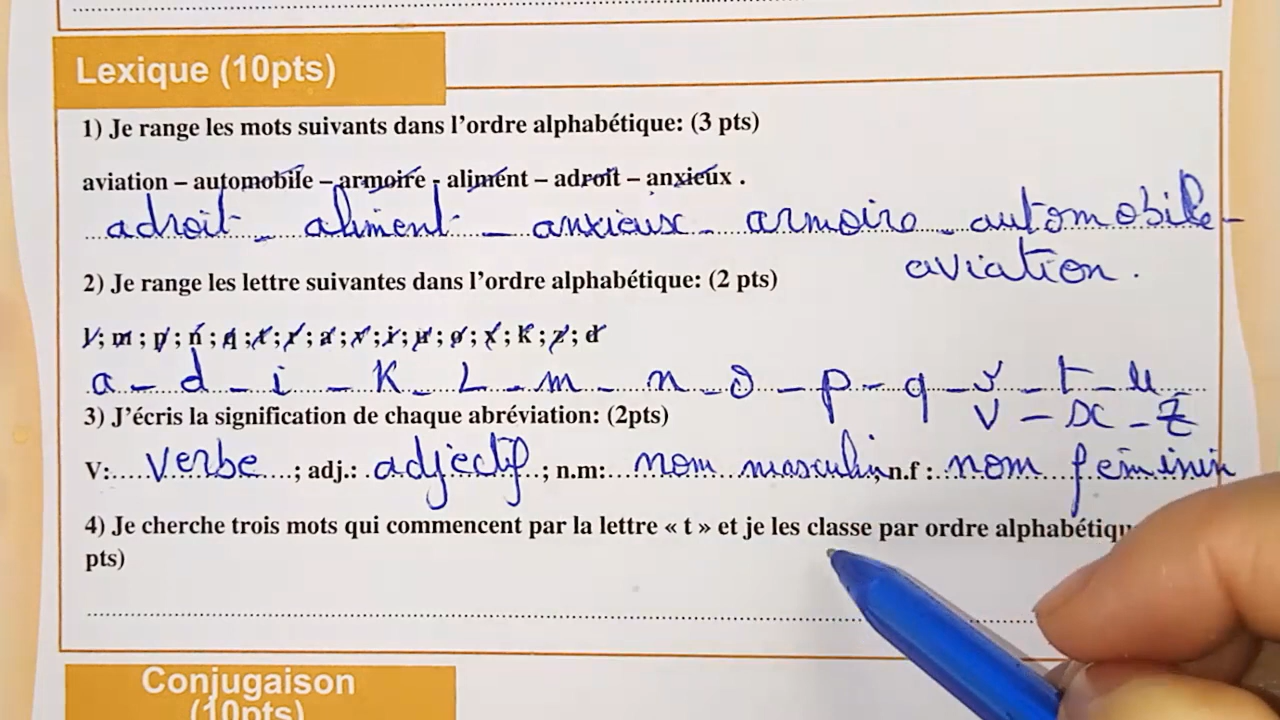 Lexique (10pts)
1) Je range les mots suivants dans l'ordre alphabétique: (3 pts)
aviation – automobile – armoire - aliment – adroit – anxieux .
adroit - aliment - anxieux - armoire - automobile -
aviation .
2) Je range les lettre suivantes dans l'ordre alphabétique: (2 pts)
l ; m ; p ; n ; q ; t ; r ; a ; v ; i ; u ; o ; x ; k ; z ; d
a - d - i - K - L - m - n - o - p - q - r - t - u
v - x - z
3) J'écris la signification de chaque abréviation: (2pts)
V: verbe ; adj.: adjectif ; n.m: nom masculin n.f : nom feminin
4) Je cherche trois mots qui commencent par la lettre « t » et je les classe par ordre
pts)
Conjugaison
(10pts)